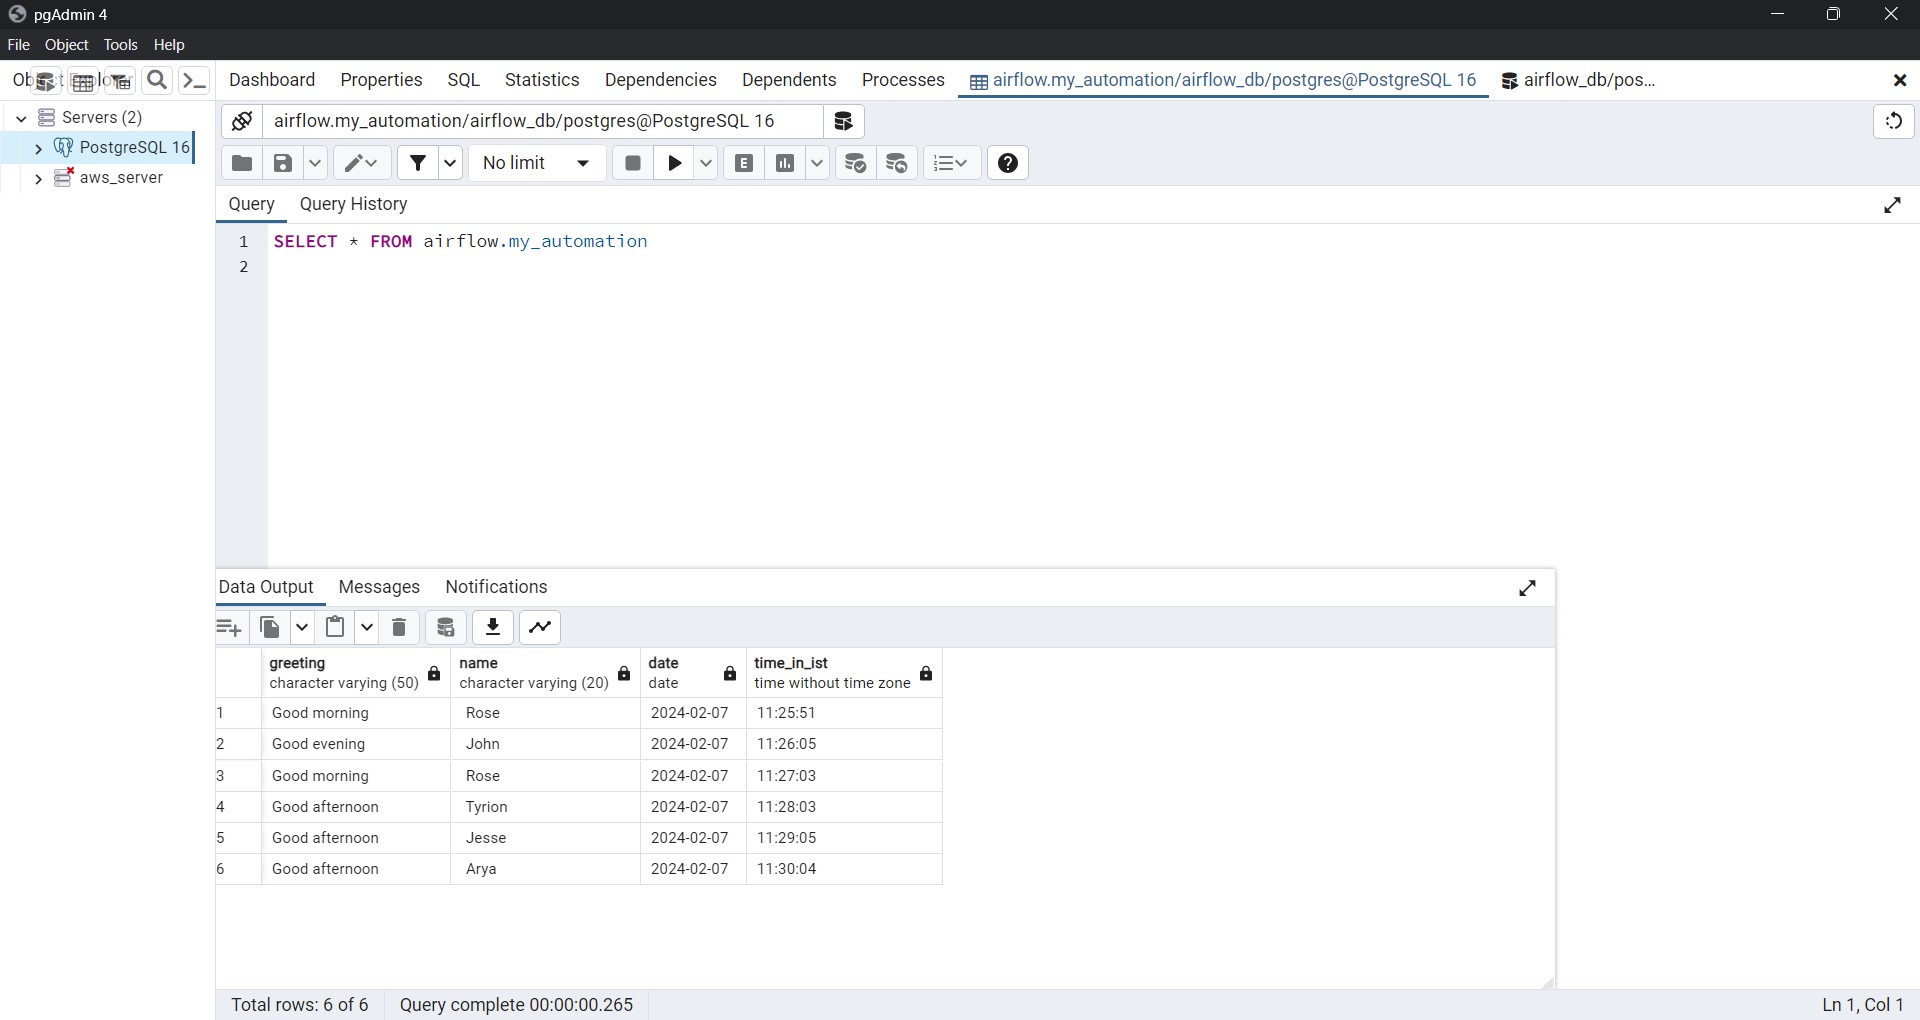 pgAdmin 4
File Object Tools Help
Object Explorer
Dashboard Properties SQL Statistics Dependencies Dependents Processes airflow.my_automation/airflow_db/postgres@PostgreSQL 16 airflow_db/pos...
Servers (2)
PostgreSQL 16
aws_server
airflow.my_automation/airflow_db/postgres@PostgreSQL 16
No limit
E
Query Query History
1 SELECT * FROM airflow.my_automation
2
Data Output Messages Notifications
greeting name date time_in_ist
character varying (50) character varying (20) date time without time zone
1 Good morning Rose 2024-02-07 11:25:51
2 Good evening John 2024-02-07 11:26:05
3 Good morning Rose 2024-02-07 11:27:03
4 Good afternoon Tyrion 2024-02-07 11:28:03
5 Good afternoon Jesse 2024-02-07 11:29:05
6 Good afternoon Arya 2024-02-07 11:30:04
Total rows: 6 of 6 Query complete 00:00:00.265 Ln 1, Col 1